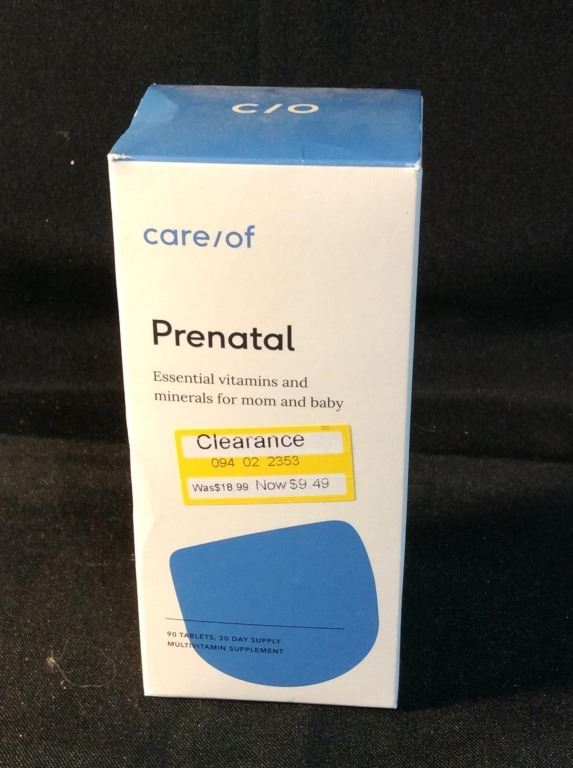 c/o
care/of
Prenatal
Essential vitamins and
minerals for mom and baby
Clearance
094 02 2353
Was$18.99 Now $9.49
90 TABLETS, 30 DAY SUPPLY
MULTIVITAMIN SUPPLEMENT